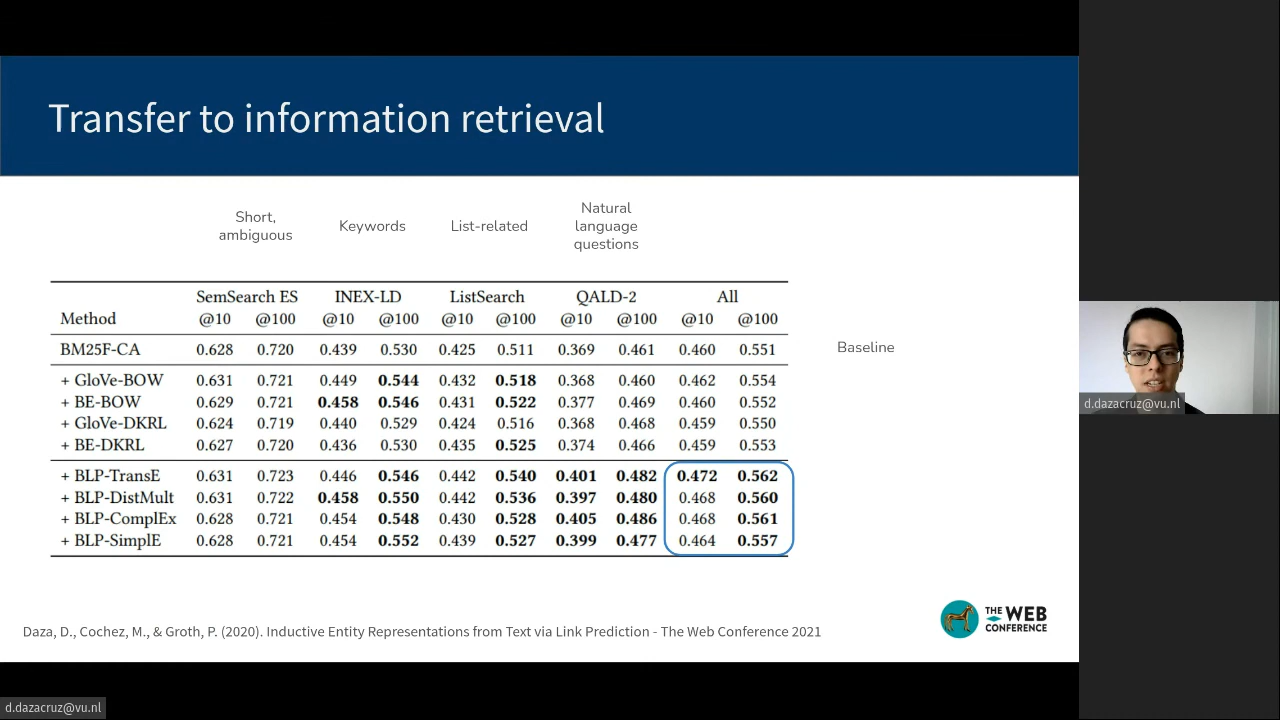 Transfer to information retrieval
Short,
ambiguous
Keywords
List-related
Natural
language
questions
SemSearch ES INEX-LD ListSearch QALD-2 All
Method @10 @100 @10 @100 @10 @100 @10 @100 @10 @100
BM25F-CA 0.628 0.720 0.439 0.530 0.425 0.511 0.369 0.461 0.460 0.551
Baseline
+ GloVe-BOW 0.631 0.721 0.449 0.544 0.432 0.518 0.368 0.460 0.462 0.554
+ BE-BOW 0.629 0.721 0.458 0.546 0.431 0.522 0.377 0.469 0.460 0.552
+ GloVe-DKRL 0.624 0.719 0.440 0.529 0.424 0.516 0.368 0.468 0.459 0.550
+ BE-DKRL 0.627 0.720 0.436 0.530 0.435 0.525 0.374 0.466 0.459 0.553
+ BLP-TransE 0.631 0.723 0.446 0.546 0.442 0.540 0.401 0.482 0.472 0.562
+ BLP-DistMult 0.631 0.722 0.458 0.550 0.442 0.536 0.397 0.480 0.468 0.560
+ BLP-ComplEx 0.628 0.721 0.454 0.548 0.430 0.528 0.405 0.486 0.468 0.561
+ BLP-SimplE 0.628 0.721 0.454 0.552 0.439 0.527 0.399 0.477 0.464 0.557
Daza, D., Cochez, M., & Groth, P. (2020). Inductive Entity Representations from Text via Link Prediction - The Web Conference 2021
THE WEB
CONFERENCE
d.dazacruz@vu.nl
d.dazacruz@vu.nl